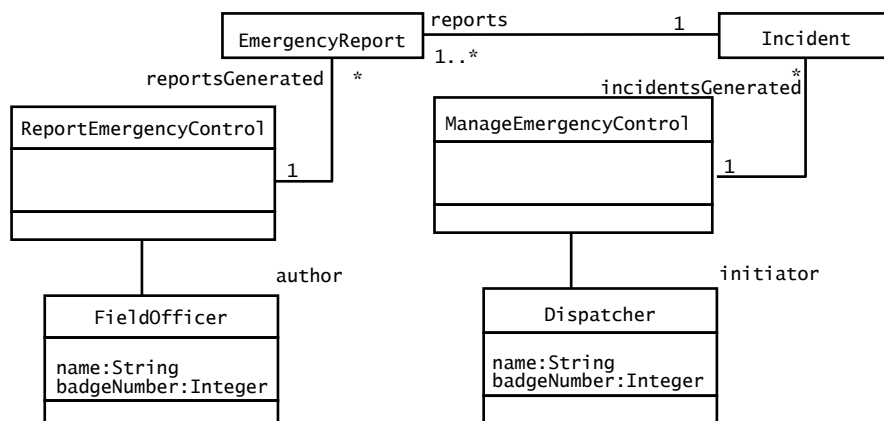 reports
1
EmergencyReport
Incident
1..*
reportsGenerated
*
*
incidentsGenerated
ReportEmergencyControl
ManageEmergencyControl
1
1
author
initiator
FieldOfficer
Dispatcher
name:String
badgeNumber:Integer
name:String
badgeNumber:Integer